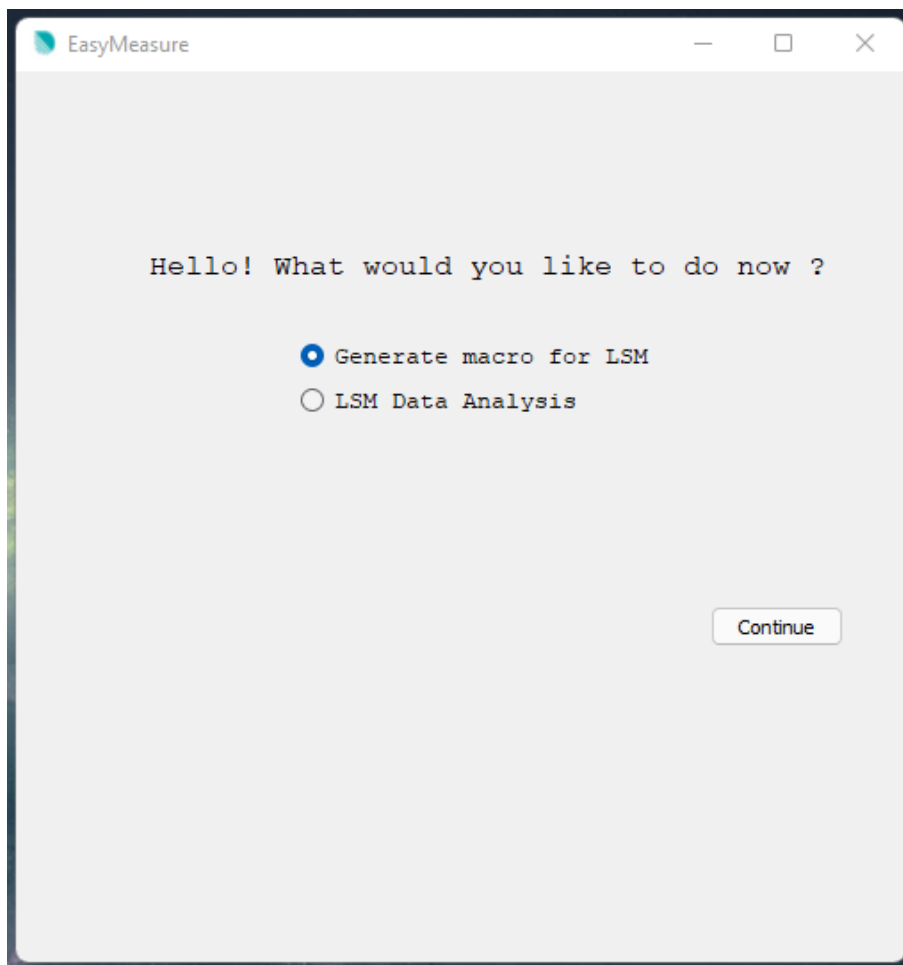 EasyMeasure
Hello! What would you like to do now ?
Generate macro for LSM
LSM Data Analysis
Continue